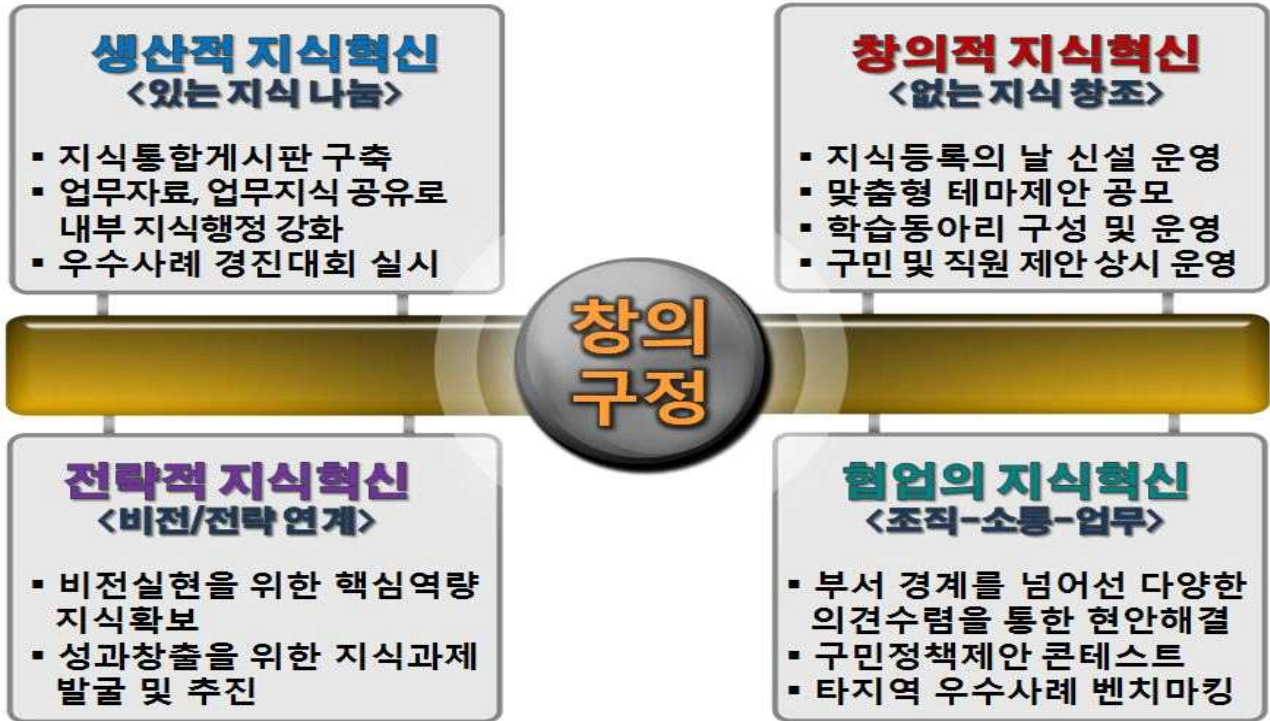 생산적 지식혁신
<있는 지식 나눔>
▪ 지식통합게시판 구축
▪ 업무자료, 업무지식 공유로
내부 지식행정 강화
▪ 우수사례 경진대회 실시
창의적 지식혁신
<없는 지식 창조>
▪ 지식등록의 날 신설 운영
▪ 맞춤형 테마제안 공모
▪ 학습동아리 구성 및 운영
▪ 구민 및 직원 제안 상시 운영
창의
구정
전략적 지식혁신
<비전/전략 연계>
▪ 비전실현을 위한 핵심역량
지식확보
▪ 성과창출을 위한 지식과제
발굴 및 추진
협업의 지식혁신
<조직-소통-업무>
▪ 부서 경계를 넘어선 다양한
의견수렴을 통한 현안해결
▪ 구민정책제안 콘테스트
▪ 타지역 우수사례 벤치마킹